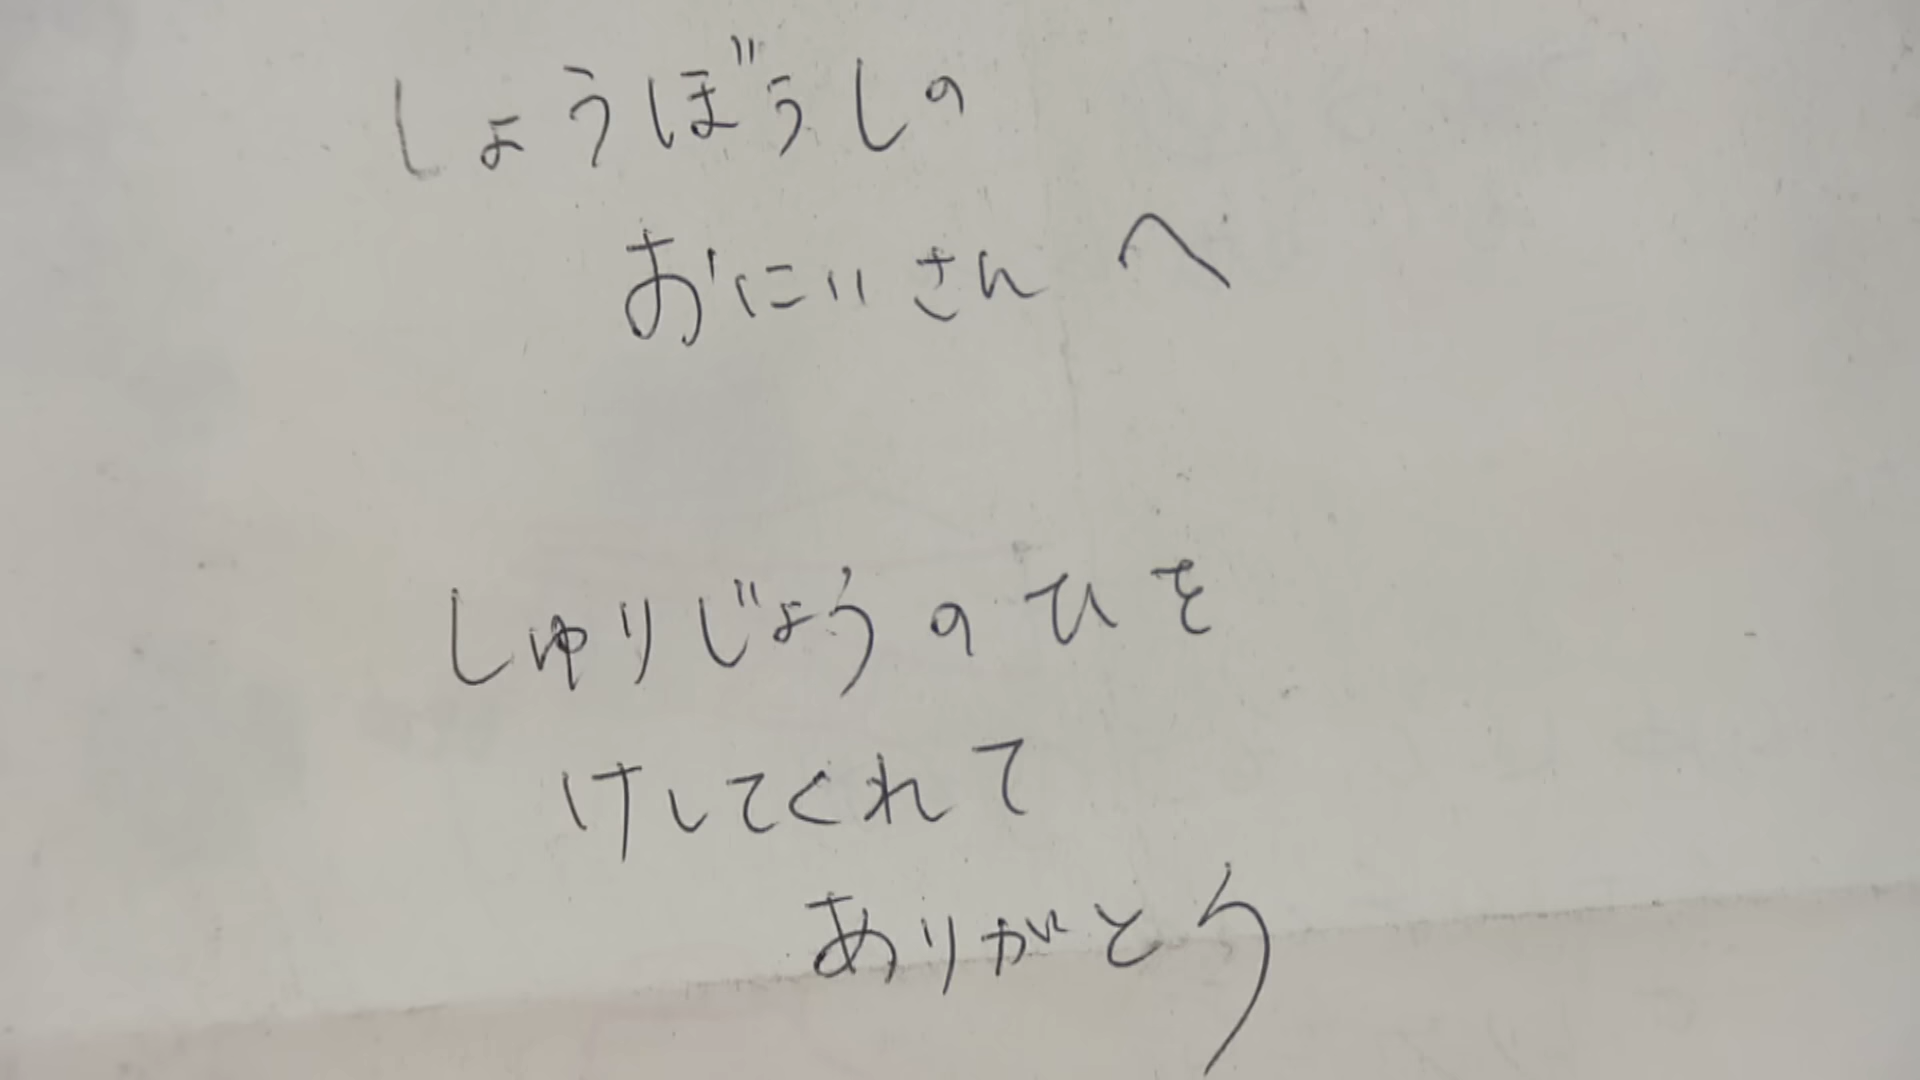 しょうぼうしの
おにいさんへ
しゅりじょうのひを
けしてくれて
ありがとう